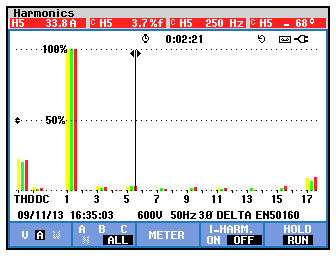 Harmonics
H5 33.8 A C H5 3.7%f C H5 250 Hz C H5 - 68°
0:02:21
100%
50%
THDDC 1 3 5 7 9 11 13 15 17
09/11/13 16:35:03 600V 50Hz 3Ø DELTA EN50160
V A W A B C N ALL METER I-HARM. ON OFF HOLD RUN